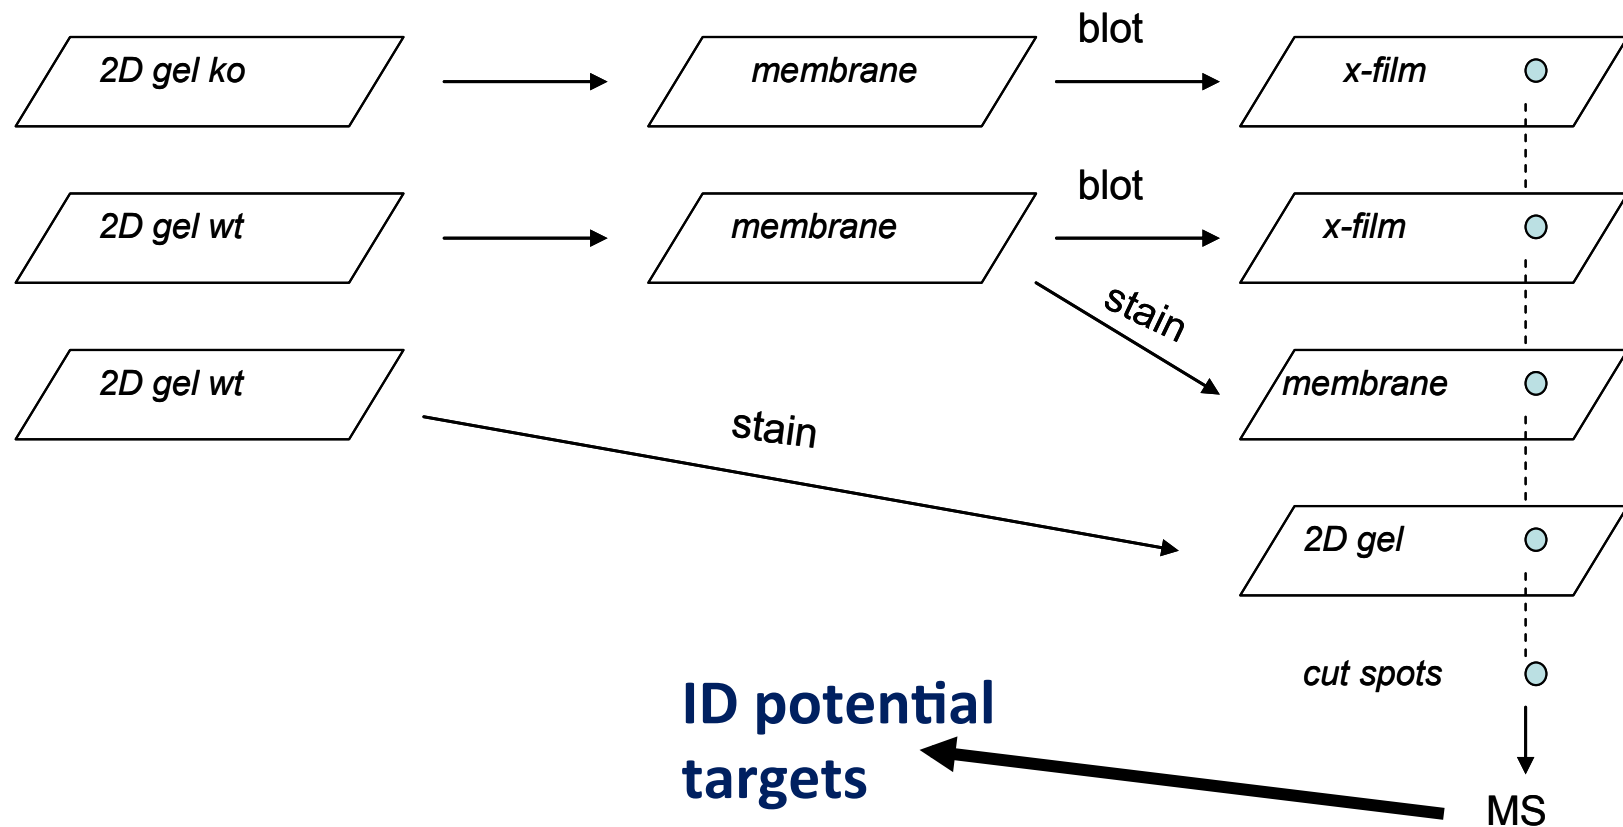 blot
2D gel ko
membrane
x-film
blot
2D gel wt
membrane
x-film
stain
2D gel wt
membrane
stain
2D gel
cut spots
ID potential
targets
MS